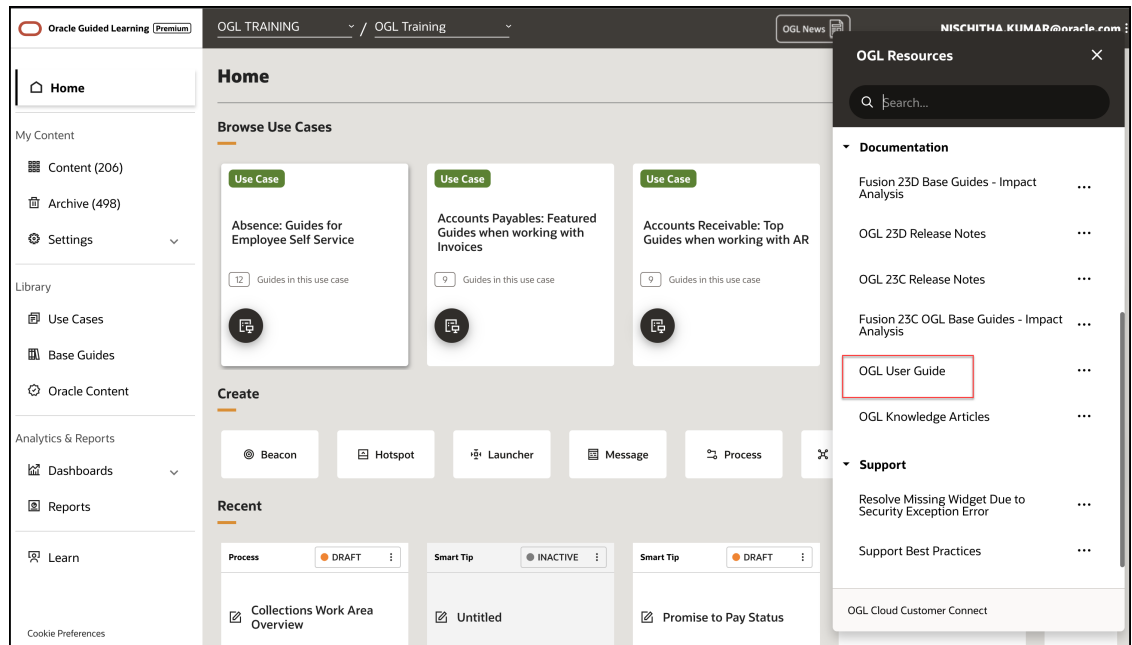 Oracle Guided Learning Premium
OGL TRAINING / OGL Training
OGL News
NISCHITHA.KUMAR@oracle.com
Home
My Content
Content (206)
Archive (498)
Settings
Library
Use Cases
Base Guides
Oracle Content
Analytics & Reports
Dashboards
Reports
Learn
Cookie Preferences
Home
Browse Use Cases
Use Case
Absence: Guides for
Employee Self Service
12 Guides in this use case
Use Case
Accounts Payables: Featured
Guides when working with
Invoices
9 Guides in this use case
Use Case
Accounts Receivable: Top
Guides when working with AR
9 Guides in this use case
Create
Beacon
Hotspot
Launcher
Message
Process
Recent
Process DRAFT
Collections Work Area
Overview
Smart Tip INACTIVE
Untitled
Smart Tip DRAFT
Promise to Pay Status
OGL Resources
Search...
Documentation
Fusion 23D Base Guides - Impact
Analysis
OGL 23D Release Notes
OGL 23C Release Notes
Fusion 23C OGL Base Guides - Impact
Analysis
OGL User Guide
OGL Knowledge Articles
Support
Resolve Missing Widget Due to
Security Exception Error
Support Best Practices
OGL Cloud Customer Connect